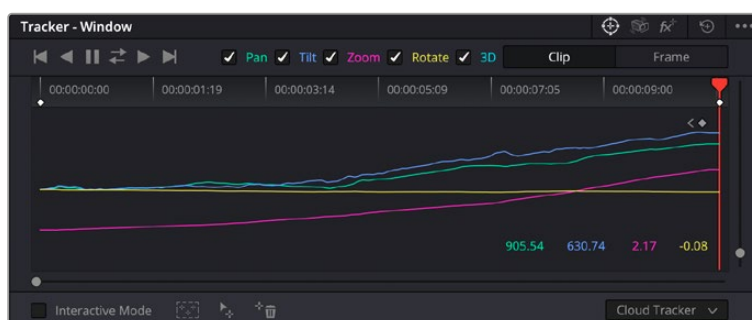 Tracker - Window
Pan Tilt Zoom Rotate 3D Clip Frame
00:00:00:00 00:00:01:19 00:00:03:14 00:00:05:09 00:00:07:05 00:00:09:00
905.54 630.74 2.17 -0.08
Interactive Mode Cloud Tracker